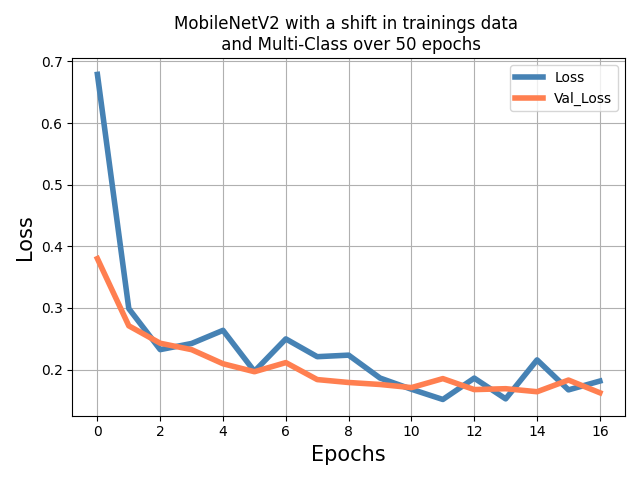 MobileNetV2 with a shift in trainings data
and Multi-Class over 50 epochs
Loss
Val_Loss
0.7
0.6
0.5
0.4
0.3
0.2
Loss
0 2 4 6 8 10 12 14 16
Epochs